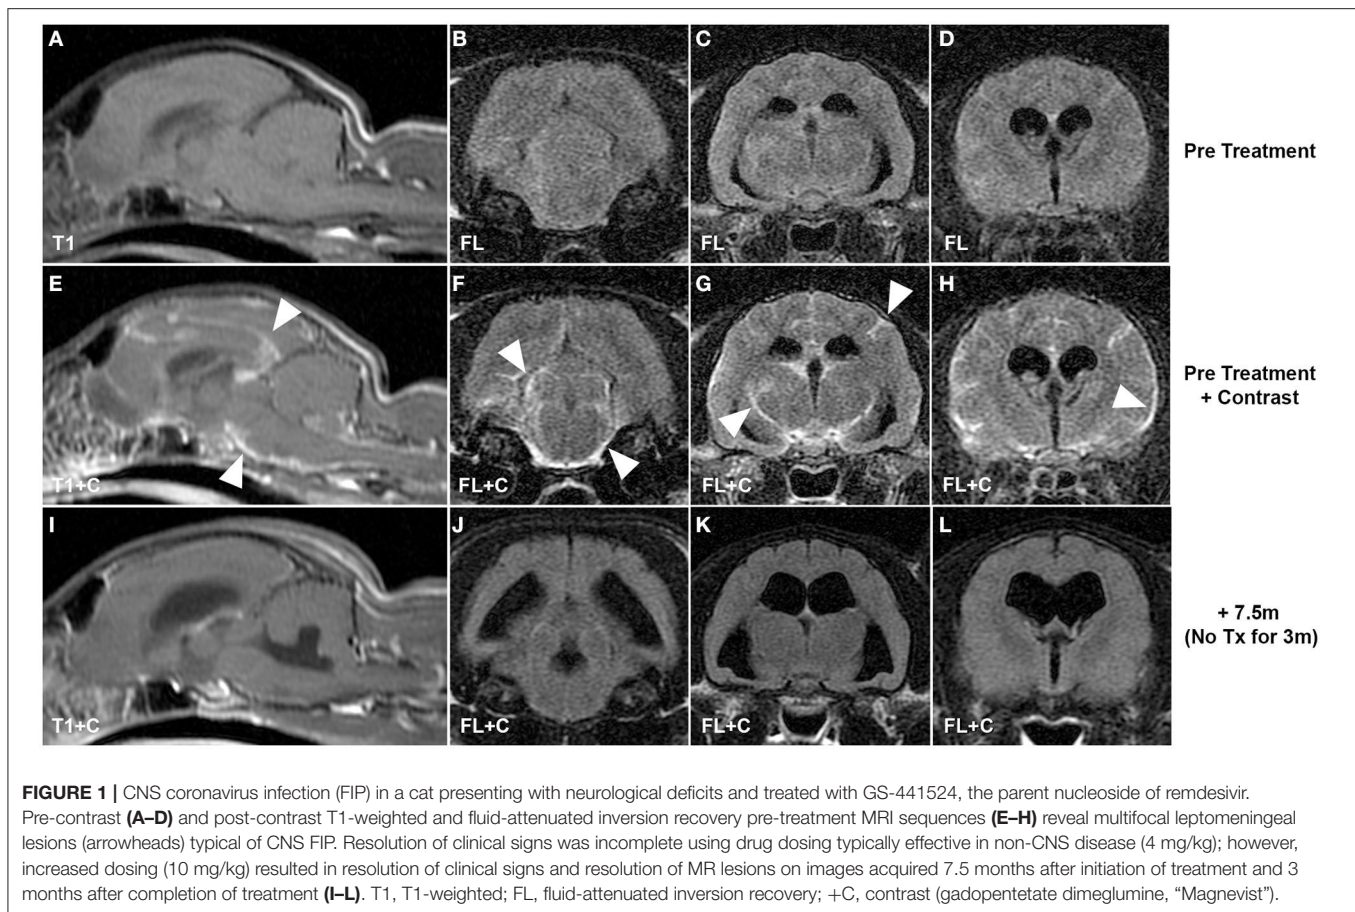 A
B
C
D
Pre Treatment
T1
FL
FL
FL
E
F
G
H
Pre Treatment
+ Contrast
T1+C
FL+C
FL+C
FL+C
I
J
K
L
+ 7.5m
(No Tx for 3m)
T1+C
FL+C
FL+C
FL+C
FIGURE 1 | CNS coronavirus infection (FIP) in a cat presenting with neurological deficits and treated with GS-441524, the parent nucleoside of remdesivir.
Pre-contrast (A–D) and post-contrast T1-weighted and fluid-attenuated inversion recovery pre-treatment MRI sequences (E–H) reveal multifocal leptomeningeal
lesions (arrowheads) typical of CNS FIP. Resolution of clinical signs was incomplete using drug dosing typically effective in non-CNS disease (4 mg/kg); however,
increased dosing (10 mg/kg) resulted in resolution of clinical signs and resolution of MR lesions on images acquired 7.5 months after initiation of treatment and 3
months after completion of treatment (I–L). T1, T1-weighted; FL, fluid-attenuated inversion recovery; +C, contrast (gadopentetate dimeglumine, “Magnevist”).